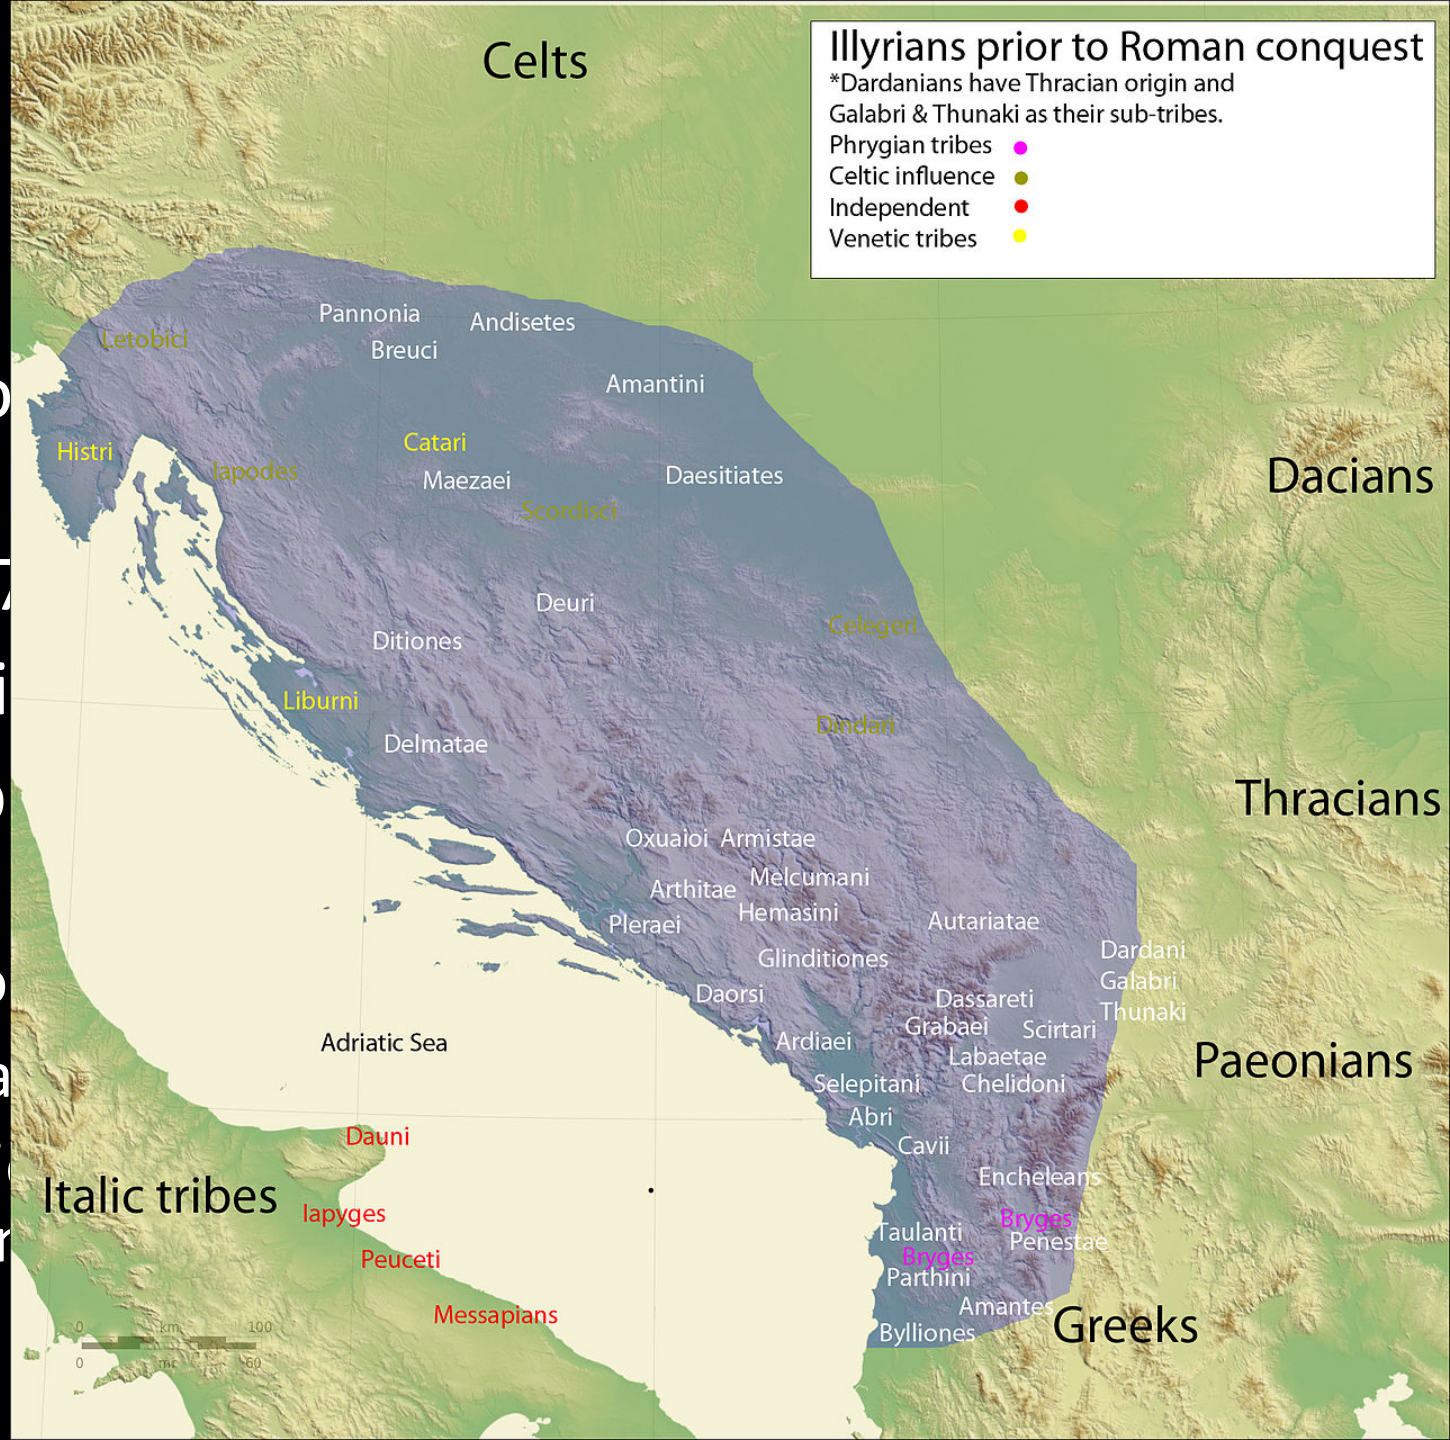 Celts
Illyrians prior to Roman conquest
*Dardanians have Thracian origin and
Galabri & Thunaki as their sub-tribes.
Phrygian tribes
Celtic influence
Independent
Venetic tribes
Pannonia
Andisetes
Letobici
Breuci
Amantini
Histri
Catari
Iapodes
Maezaei
Daesitiates
Dacians
Scordisci
Deuri
Celegeri
Ditiones
Liburni
Dindari
Delmatae
Thracians
Oxuaioi
Armistae
Melcumani
Arthitae
Hemasini
Pleraei
Autariatae
Glinditiones
Dardani
Galabri
Thunaki
Daorsi
Dassareti
Grabaei
Scirtari
Adriatic Sea
Ardiaei
Labaetae
Paeonians
Selepitani
Chelidoni
Abri
Dauni
Cavii
Encheleans
Italic tribes
Iapyges
Bryges
Taulanti
Penestae
Peuceti
Bryges
Parthini
Messapians
Amantes
Greeks
Bylliones
0 km 100
0 mi 60